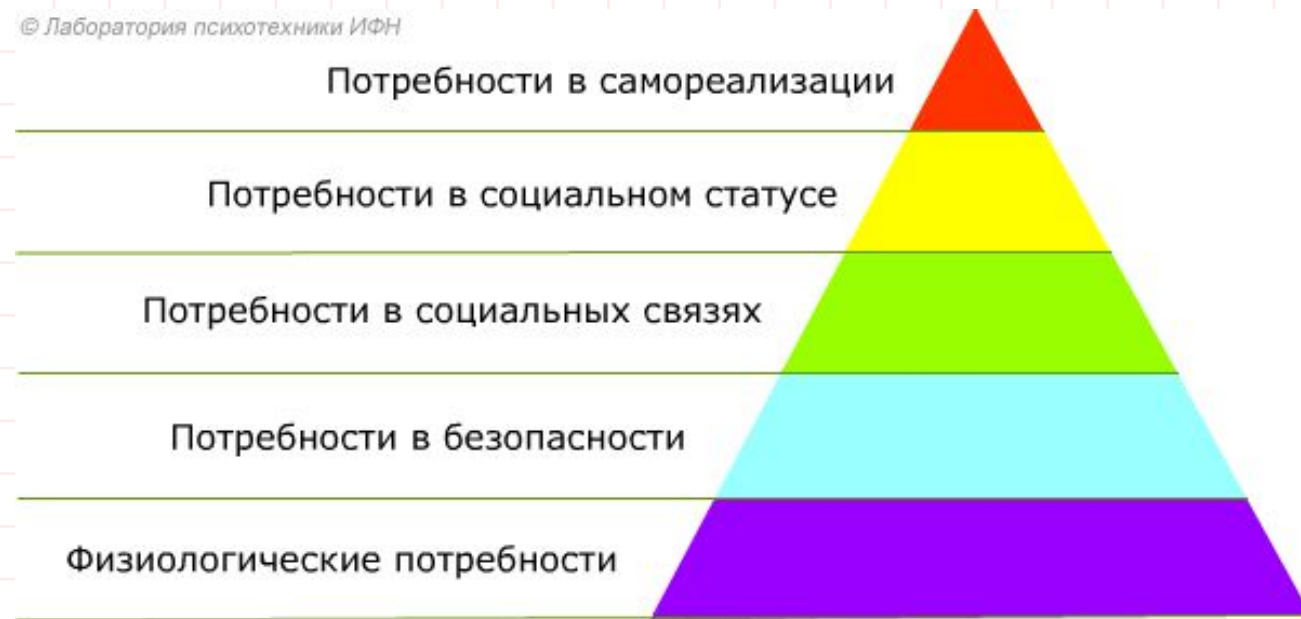 © Лаборатория психотехники ИФН
Потребности в самореализации
Потребности в социальном статусе
Потребности в социальных связях
Потребности в безопасности
Физиологические потребности